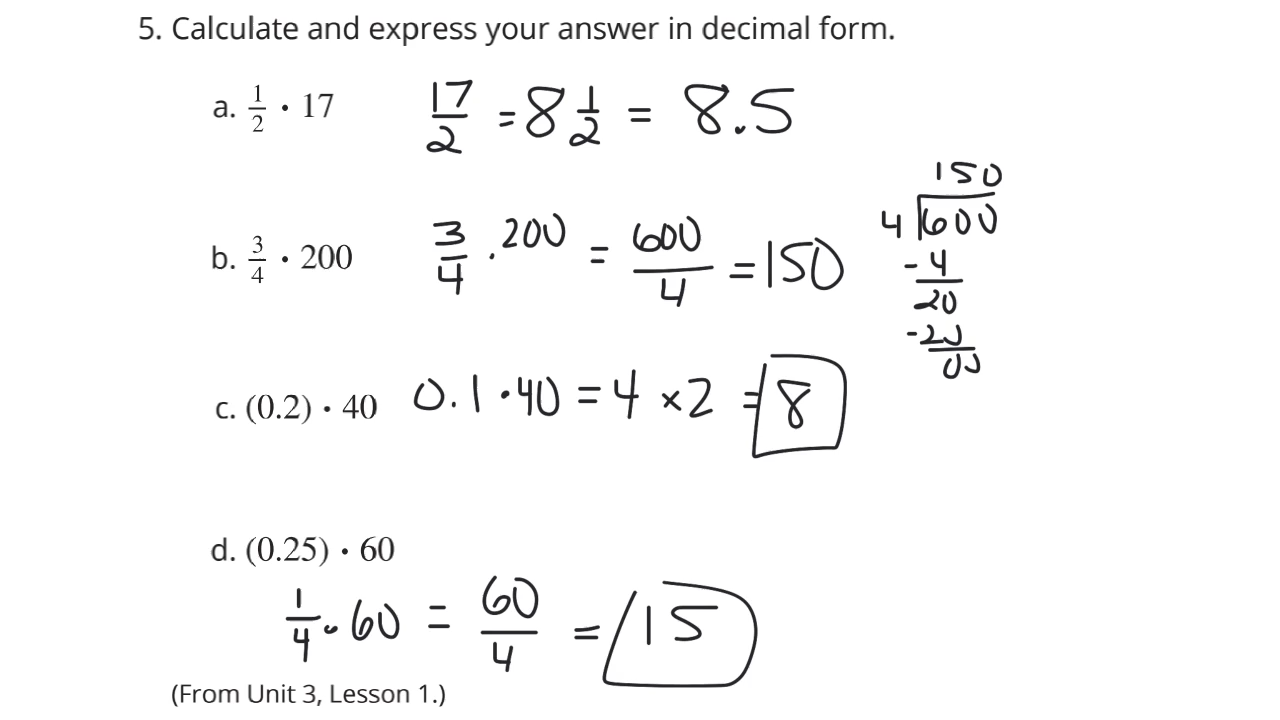 5. Calculate and express your answer in decimal form.
a. 1/2 · 17 17/2 = 8 1/2 = 8.5
b. 3/4 · 200 3/4 · 200 = 600/4 = 150
150
4 600
- 4
20
- 20
00
c. (0.2) · 40 0.1 · 40 = 4 × 2 = 8
d. (0.25) · 60
1/4 · 60 = 60/4 = 15
(From Unit 3, Lesson 1.)